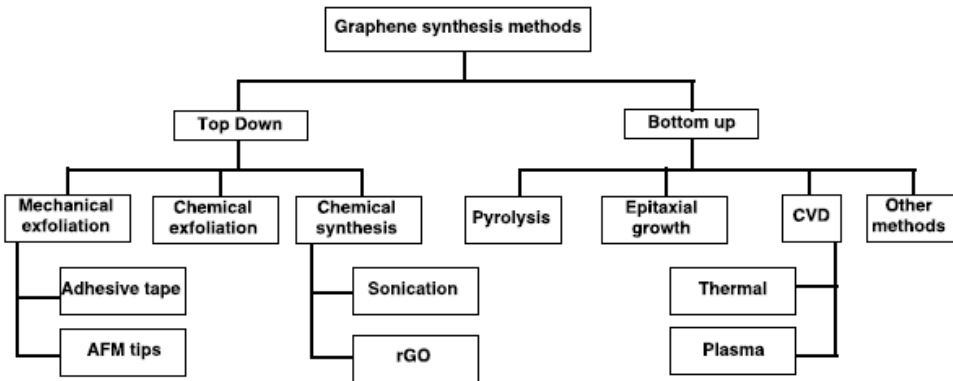 Graphene synthesis methods
Top Down
Bottom up
Mechanical
exfoliation
Chemical
exfoliation
Chemical
synthesis
Pyrolysis
Epitaxial
growth
CVD
Other
methods
Adhesive tape
Sonication
Thermal
AFM tips
rGO
Plasma